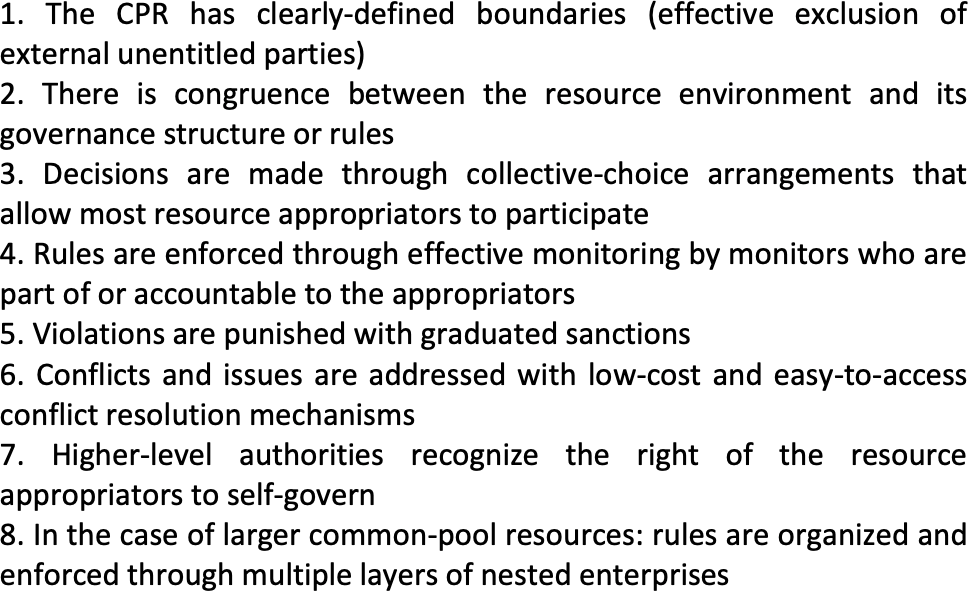 1. The CPR has clearly-defined boundaries (effective exclusion of
external unentitled parties)
2. There is congruence between the resource environment and its
governance structure or rules
3. Decisions are made through collective-choice arrangements that
allow most resource appropriators to participate
4. Rules are enforced through effective monitoring by monitors who are
part of or accountable to the appropriators
5. Violations are punished with graduated sanctions
6. Conflicts and issues are addressed with low-cost and easy-to-access
conflict resolution mechanisms
7. Higher-level authorities recognize the right of the resource
appropriators to self-govern
8. In the case of larger common-pool resources: rules are organized and
enforced through multiple layers of nested enterprises